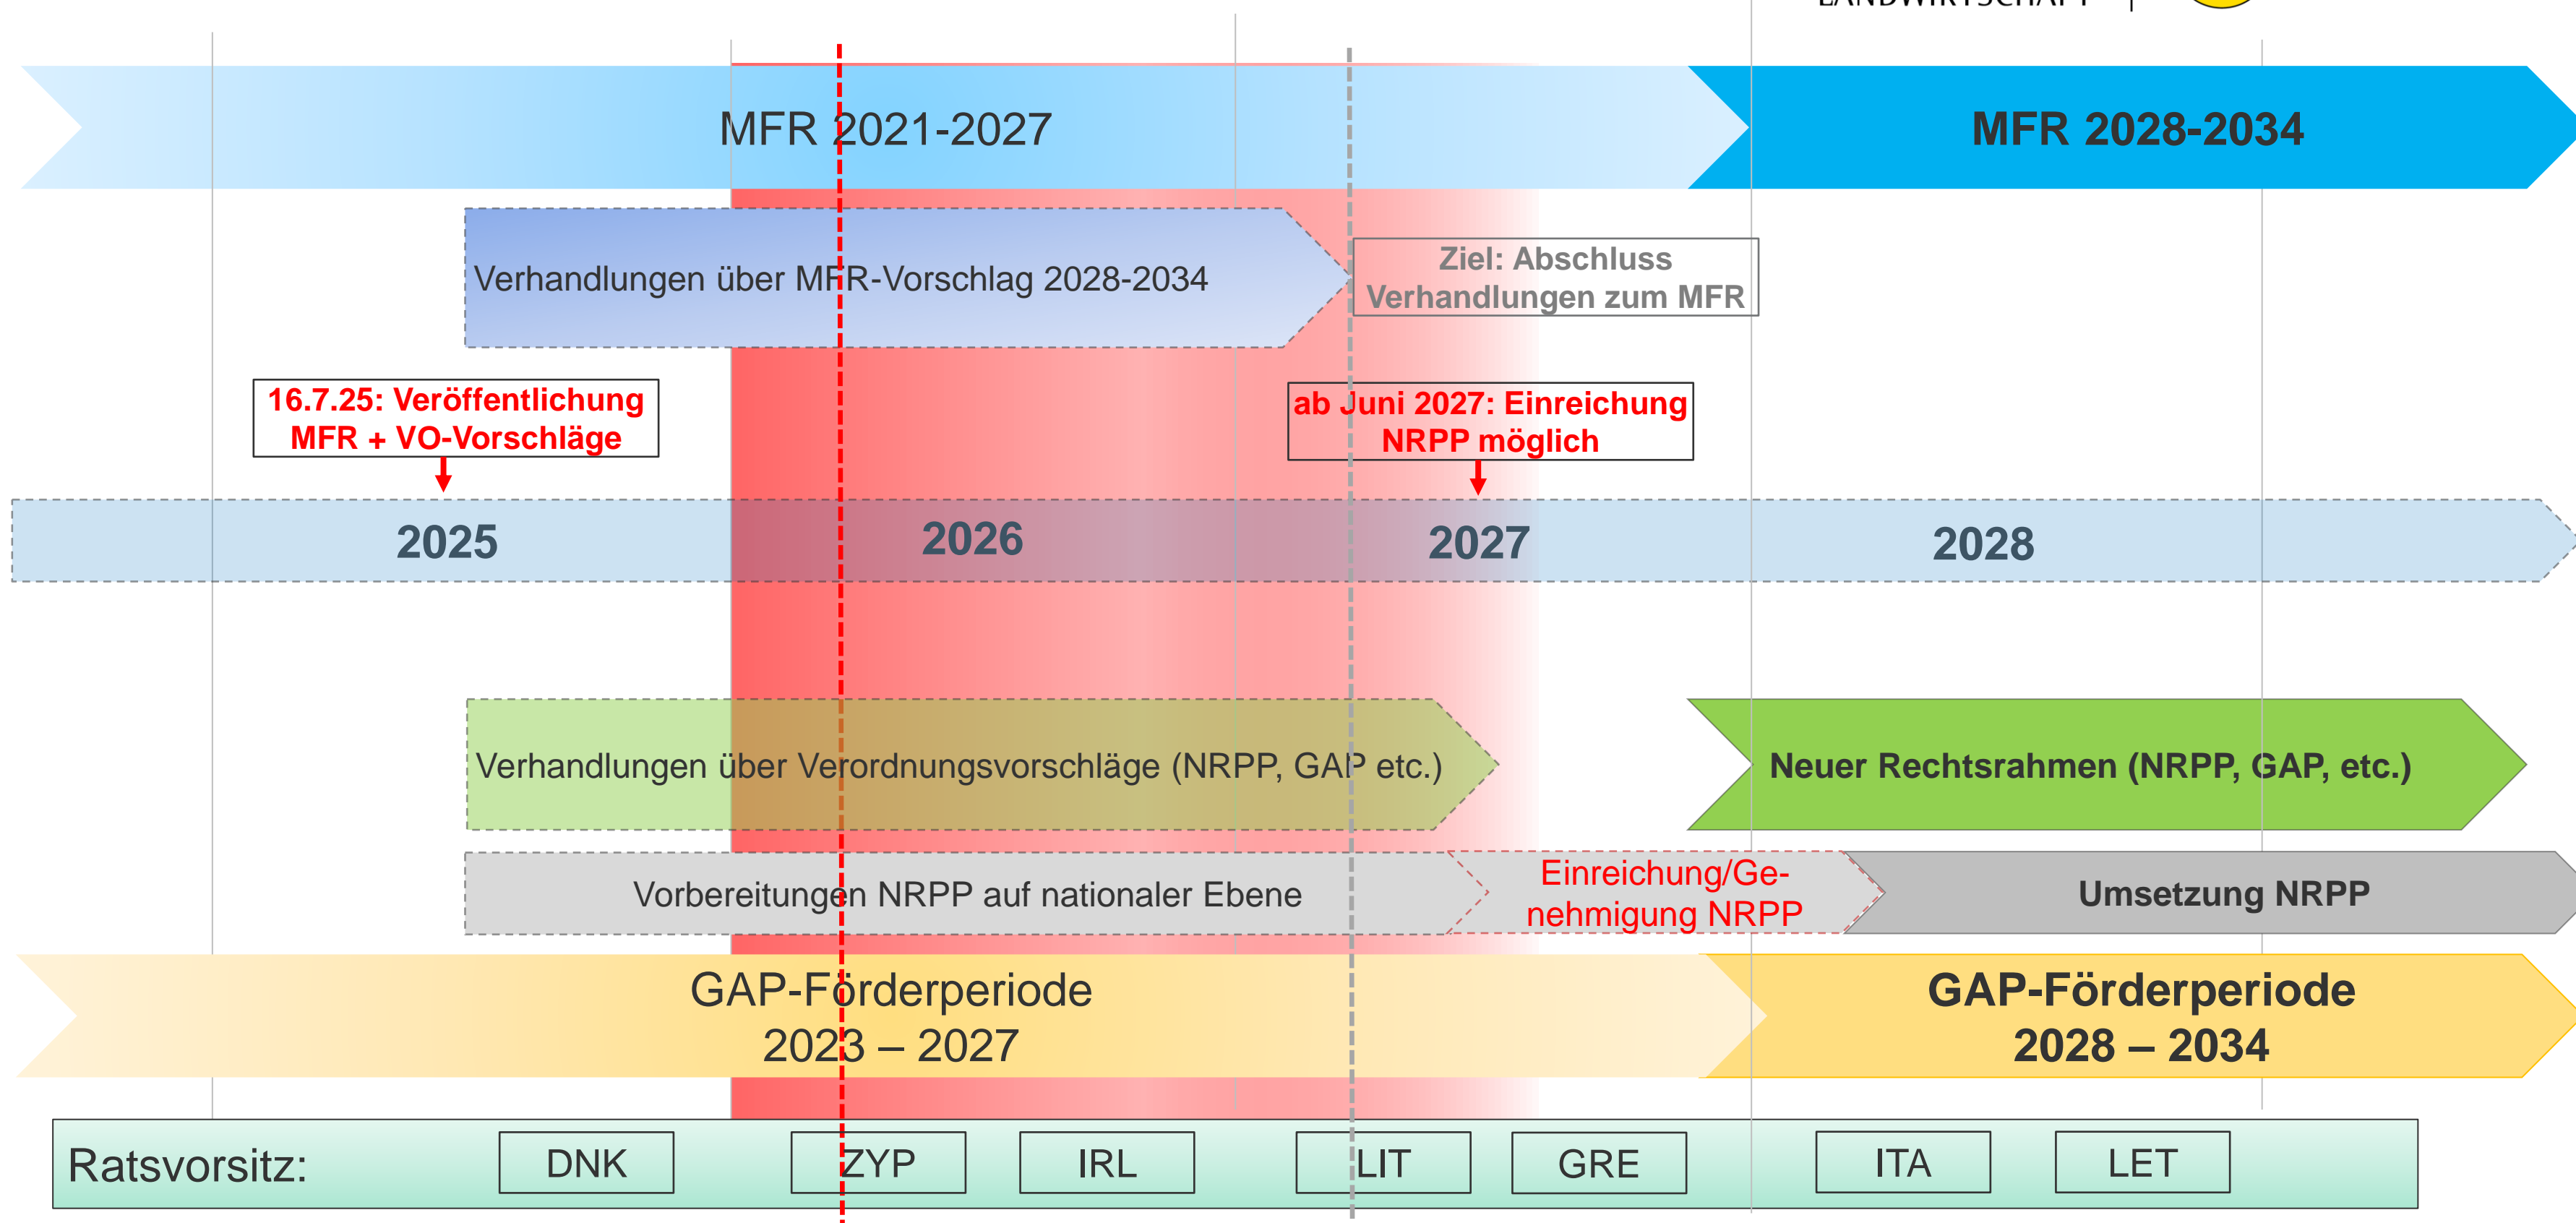 LANDWIRTSCHAFT
MFR 2021-2027
MFR 2028-2034
Verhandlungen über MFR-Vorschlag 2028-2034
Ziel: Abschluss
Verhandlungen zum MFR
16.7.25: Veröffentlichung
MFR + VO-Vorschläge
ab Juni 2027: Einreichung
NRPP möglich
2025
2026
2027
2028
Verhandlungen über Verordnungsvorschläge (NRPP, GAP etc.)
Neuer Rechtsrahmen (NRPP, GAP, etc.)
Vorbereitungen NRPP auf nationaler Ebene
Einreichung/Ge-
nehmigung NRPP
Umsetzung NRPP
GAP-Förderperiode
2023 – 2027
GAP-Förderperiode
2028 – 2034
Ratsvorsitz:
DNK
ZYP
IRL
LIT
GRE
ITA
LET